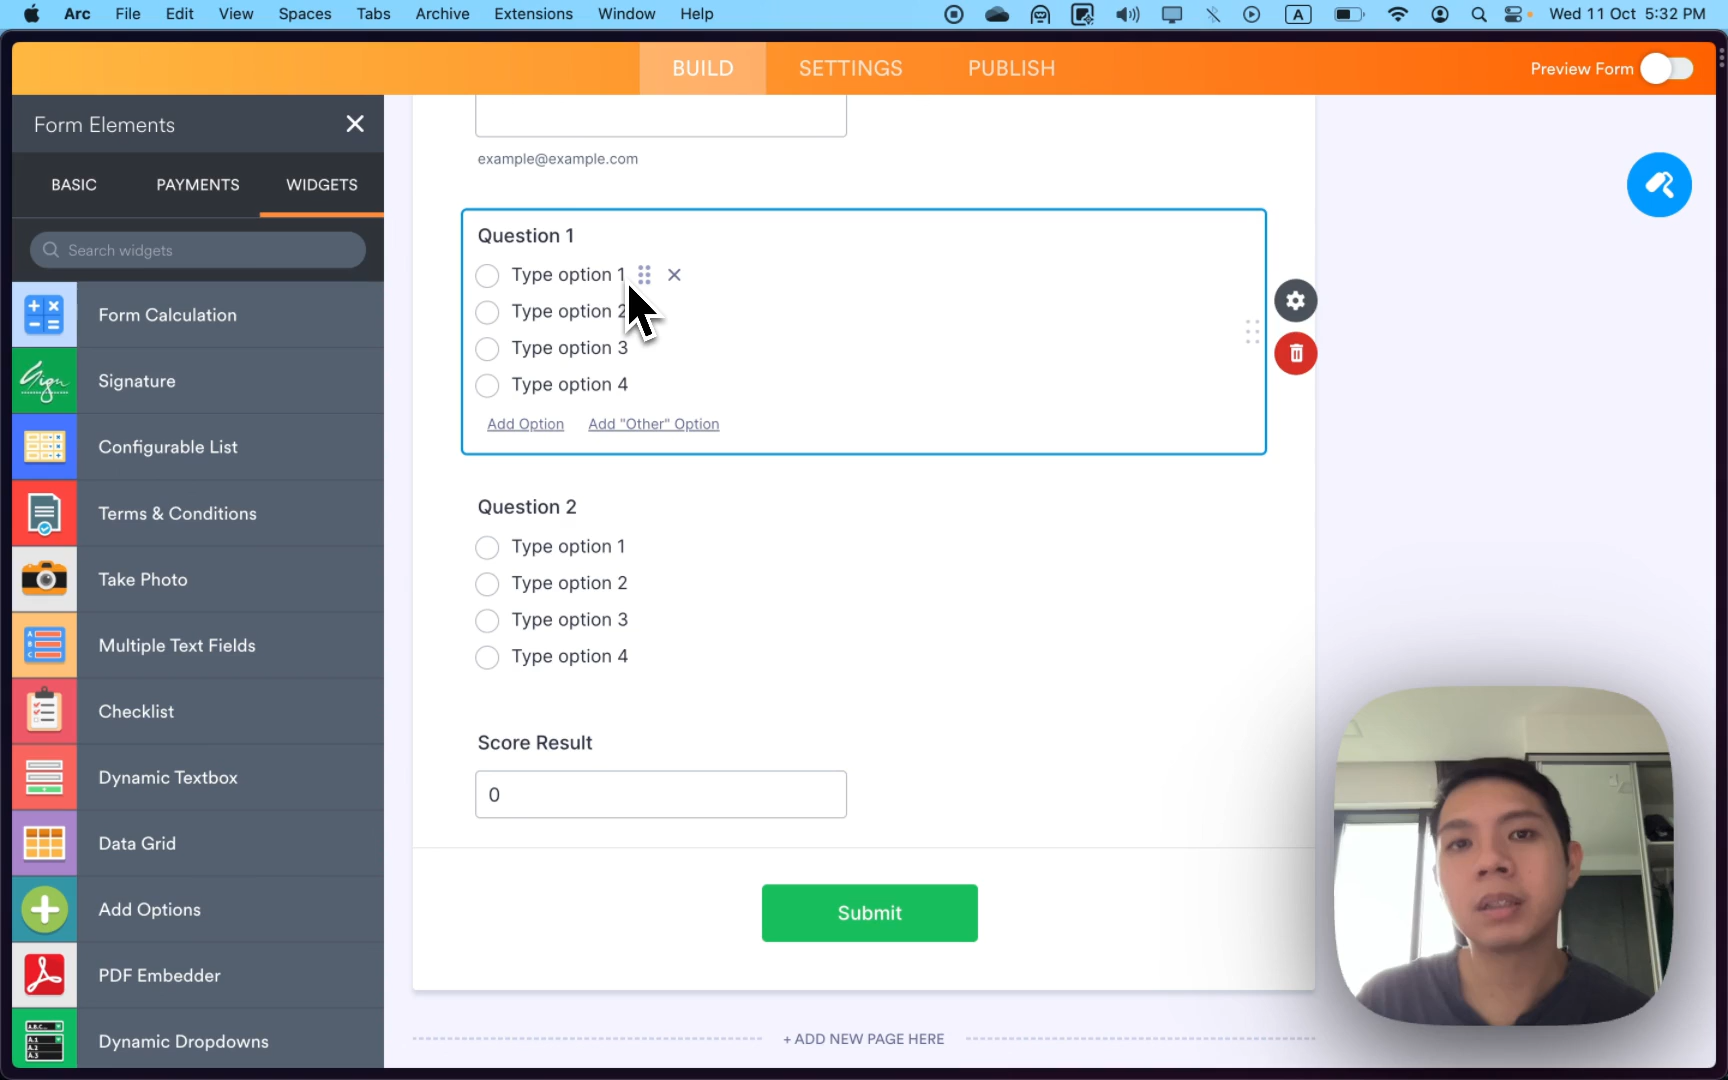 Arc File Edit View Spaces Tabs Archive Extensions Window Help A Wed 11 Oct 5:32 PM
BUILD SETTINGS PUBLISH Preview Form
Form Elements
BASIC PAYMENTS WIDGETS
Search widgets
Form Calculation
Sign
Signature
Configurable List
Terms & Conditions
Take Photo
Multiple Text Fields
Checklist
Dynamic Textbox
Data Grid
Add Options
PDF Embedder
Dynamic Dropdowns
example@example.com
Question 1
Type option 1
Type option 2
Type option 3
Type option 4
Add Option Add "Other" Option
Question 2
Type option 1
Type option 2
Type option 3
Type option 4
Score Result
0
Submit
+ ADD NEW PAGE HERE